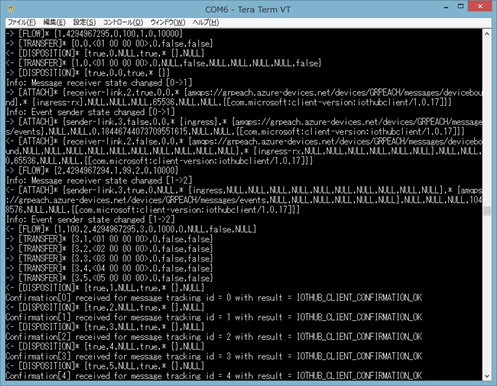 COM6 - Tera Term VT
ファイル(F) 編集(E) 設定(S) コントロール(O) ウィンドウ(W) ヘルプ(H)
-> [FLOW]* {1,4294967295,0,100,1,0,10000}
-> [TRANSFER]* {0,0,<01 00 00 00>,0,false,false}
<- [DISPOSITION]* {true,0,NULL,true,* {},NULL}
<- [TRANSFER]* {1,0,<01 00 00 00>,0,NULL,false,NULL,NULL,NULL,NULL,false}
-> [DISPOSITION]* {true,0,0,true,* {}}
Info: Message receiver state changed [0->1]
-> [ATTACH]* {receiver-link,2,true,0,0,* {amqps://grpeach.azure-devices.net/devices/GRPEACH/messages/devicebou
nd},* {ingress-rx},NULL,NULL,NULL,65536,NULL,NULL,{[com.microsoft:client-version:iothubclient/1.0.17]}}
Info: Event sender state changed [0->1]
-> [ATTACH]* {sender-link,3,false,0,0,* {ingress},* {amqps://grpeach.azure-devices.net/devices/GRPEACH/message
s/events},NULL,NULL,0,18446744073709551615,NULL,NULL,{[com.microsoft:client-version:iothubclient/1.0.17]}}
<- [ATTACH]* {receiver-link,2,false,0,0,* {amqps://grpeach.azure-devices.net/devices/GRPEACH/messages/devicebo
und,NULL,NULL,NULL,NULL,NULL,NULL,NULL,NULL,NULL,NULL},* {ingress-rx,NULL,NULL,NULL,NULL,NULL,NULL},NULL,NULL,
0,65536,NULL,NULL,{[com.microsoft:client-version:iothubclient/1.0.17]}}
-> [FLOW]* {2,4294967294,1,99,2,0,10000}
Info: Message receiver state changed [1->2]
<- [ATTACH]* {sender-link,3,true,0,NULL,* {ingress,NULL,NULL,NULL,NULL,NULL,NULL,NULL,NULL,NULL,NULL},* {amqps
://grpeach.azure-devices.net/devices/GRPEACH/messages/events,NULL,NULL,NULL,NULL,NULL,NULL},NULL,NULL,NULL,104
8576,NULL,NULL,{[com.microsoft:client-version:iothubclient/1.0.17]}}
Info: Event sender state changed [1->2]
<- [FLOW]* {1,100,2,4294967295,3,0,1000,0,NULL,false,NULL}
-> [TRANSFER]* {3,1,<01 00 00 00>,0,false,false}
-> [TRANSFER]* {3,2,<02 00 00 00>,0,false,false}
-> [TRANSFER]* {3,3,<03 00 00 00>,0,false,false}
-> [TRANSFER]* {3,4,<04 00 00 00>,0,false,false}
-> [TRANSFER]* {3,5,<05 00 00 00>,0,false,false}
<- [DISPOSITION]* {true,1,NULL,true,* {},NULL}
Confirmation[0] received for message tracking id = 0 with result = IOTHUB_CLIENT_CONFIRMATION_OK
<- [DISPOSITION]* {true,2,NULL,true,* {},NULL}
Confirmation[1] received for message tracking id = 1 with result = IOTHUB_CLIENT_CONFIRMATION_OK
<- [DISPOSITION]* {true,3,NULL,true,* {},NULL}
Confirmation[2] received for message tracking id = 2 with result = IOTHUB_CLIENT_CONFIRMATION_OK
<- [DISPOSITION]* {true,4,NULL,true,* {},NULL}
Confirmation[3] received for message tracking id = 3 with result = IOTHUB_CLIENT_CONFIRMATION_OK
<- [DISPOSITION]* {true,5,NULL,true,* {},NULL}
Confirmation[4] received for message tracking id = 4 with result = IOTHUB_CLIENT_CONFIRMATION_OK